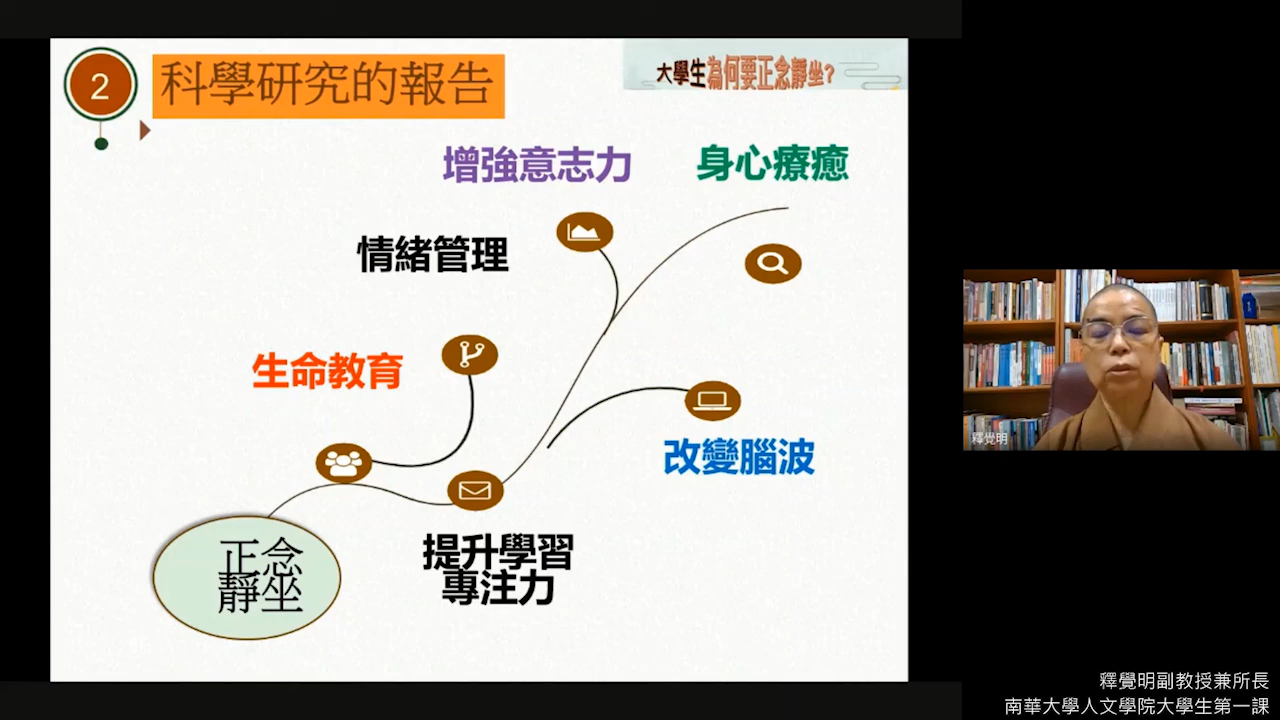 2
科學研究的報告
大學生為何要正念靜坐?
增強意志力
身心療癒
情緒管理
生命教育
改變腦波
提升學習
專注力
正念
靜坐
釋覺明
釋覺明副教授兼所長
南華大學人文學院大學生第一課